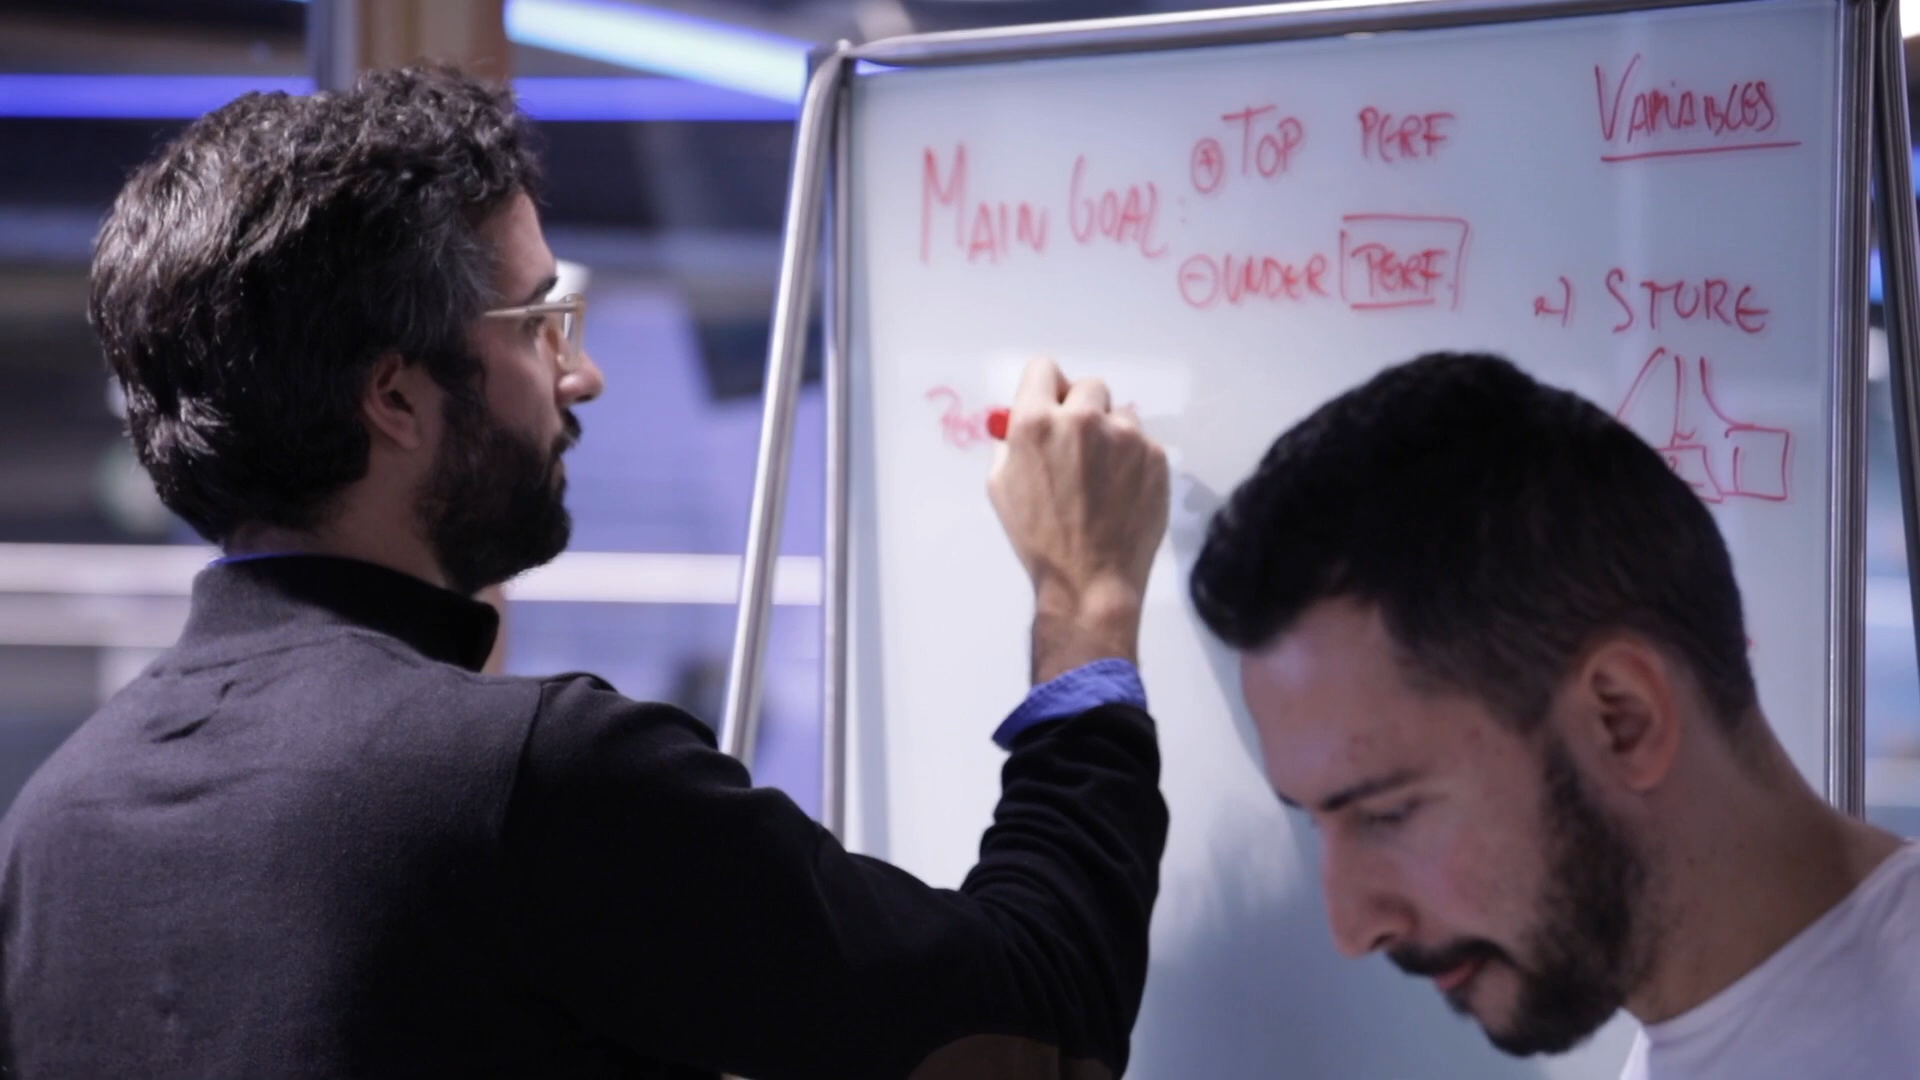 Variables
Main Goal: + Top Perf
- Under Perf.
a) Store